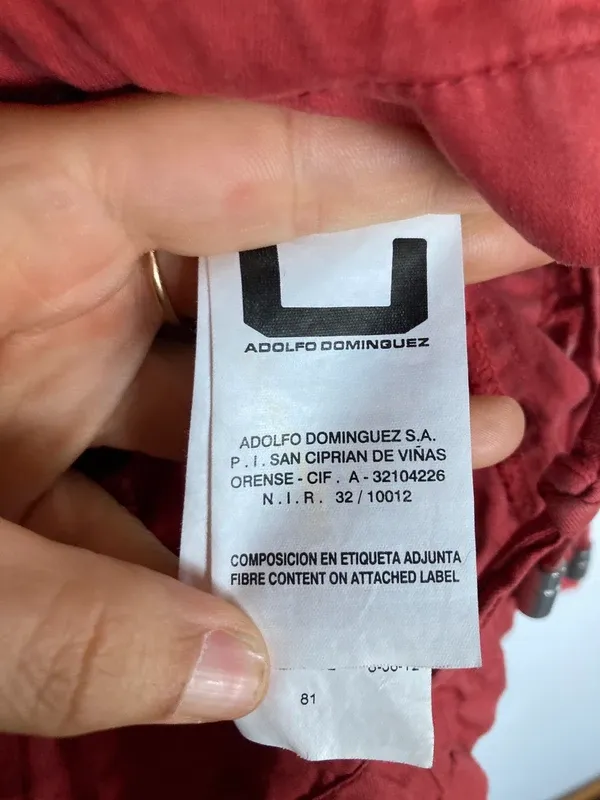 ADOLFO DOMINGUEZ
ADOLFO DOMINGUEZ S.A.
P.I. SAN CIPRIAN DE VIÑAS
ORENSE - CIF. A - 32104226
N.I.R. 32/10012
COMPOSICION EN ETIQUETA ADJUNTA
FIBRE CONTENT ON ATTACHED LABEL
81